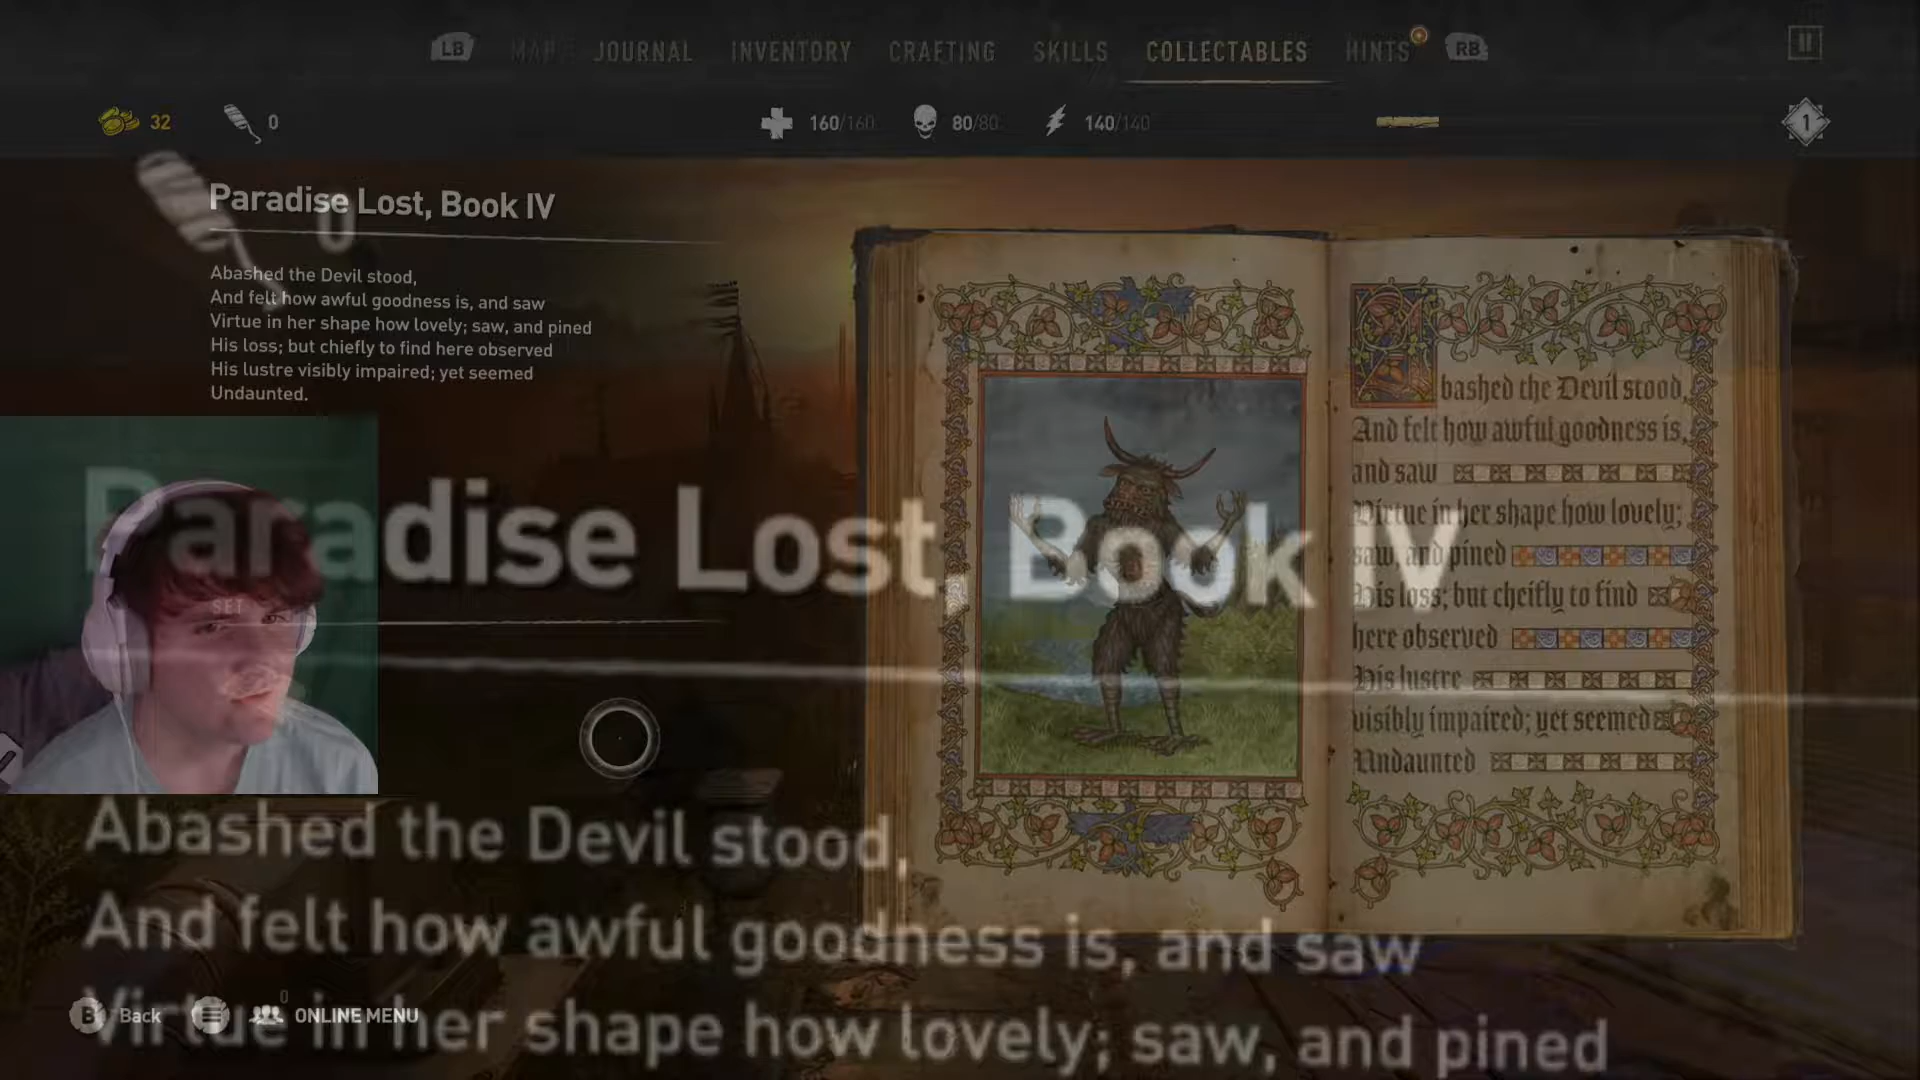 LB MAP JOURNAL INVENTORY CRAFTING SKILLS COLLECTABLES HINTS RB
32 0 160/160 80/80 140/140 1
0
Paradise Lost, Book IV
Abashed the Devil stood,
And felt how awful goodness is, and saw
Virtue in her shape how lovely; saw, and pined
His loss; but chiefly to find here observed
His lustre visibly impaired; yet seemed
Undaunted.
Abashed the Devil stood,
And felt how awful goodness is,
and saw
Virtue in her shape how lovely;
saw, and pined
His loss; but cheifly to find
here observed
His lustre
visibly impaired; yet seemed
Undaunted
Paradise Lost, Book IV
SET
Abashed the Devil stood,
And felt how awful goodness is, and saw
Virtue in her shape how lovely; saw, and pined
B Back 0 ONLINE MENU